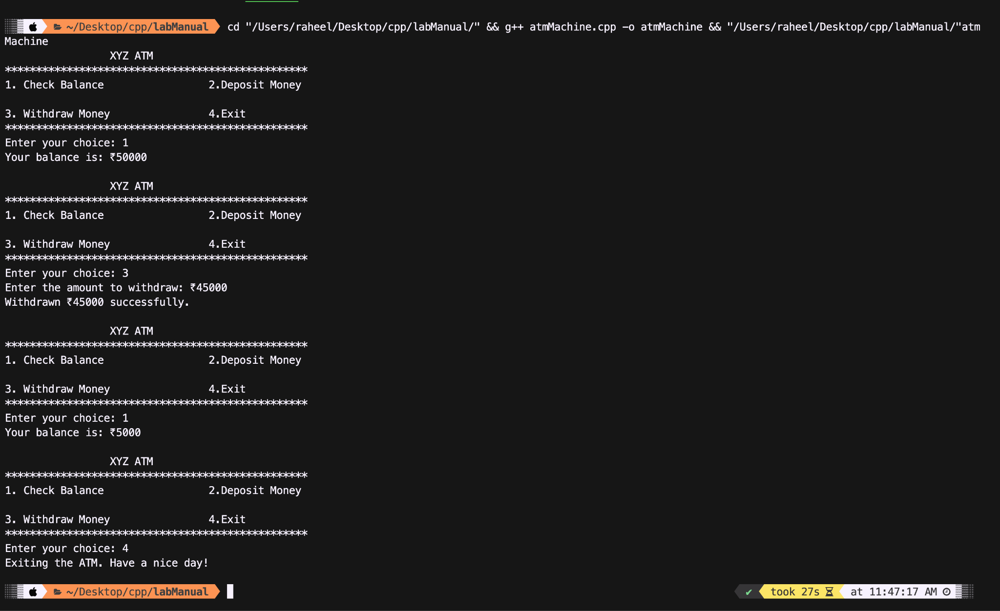 ~/Desktop/cpp/labManual cd "/Users/raheel/Desktop/cpp/labManual/" && g++ atmMachine.cpp -o atmMachine && "/Users/raheel/Desktop/cpp/labManual/"atm
Machine
XYZ ATM
*************************************************
1. Check Balance 2.Deposit Money
3. Withdraw Money 4.Exit
*************************************************
Enter your choice: 1
Your balance is: ₹50000
XYZ ATM
*************************************************
1. Check Balance 2.Deposit Money
3. Withdraw Money 4.Exit
*************************************************
Enter your choice: 3
Enter the amount to withdraw: ₹45000
Withdrawn ₹45000 successfully.
XYZ ATM
*************************************************
1. Check Balance 2.Deposit Money
3. Withdraw Money 4.Exit
*************************************************
Enter your choice: 1
Your balance is: ₹5000
XYZ ATM
*************************************************
1. Check Balance 2.Deposit Money
3. Withdraw Money 4.Exit
*************************************************
Enter your choice: 4
Exiting the ATM. Have a nice day!
~/Desktop/cpp/labManual ✔ took 27s at 11:47:17 AM